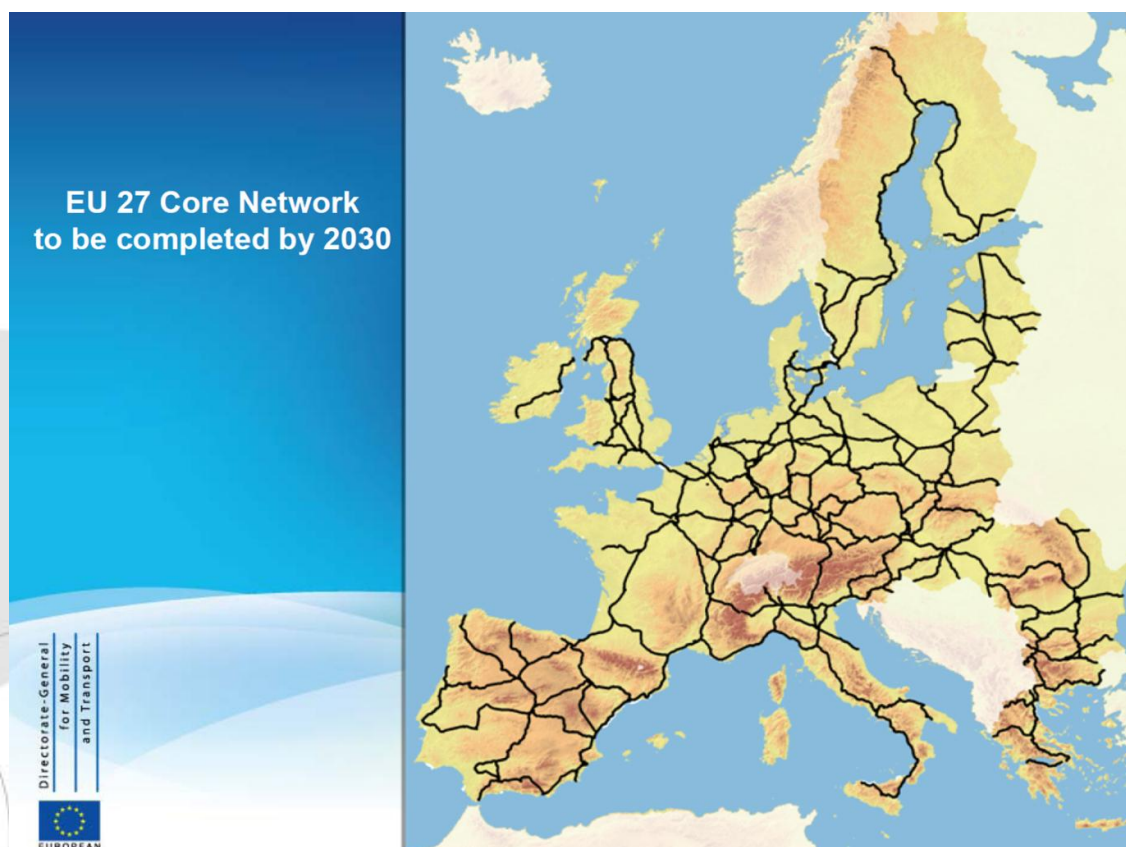 EU 27 Core Network
to be completed by 2030
Directorate-General
for Mobility
and Transport
EUROPEAN